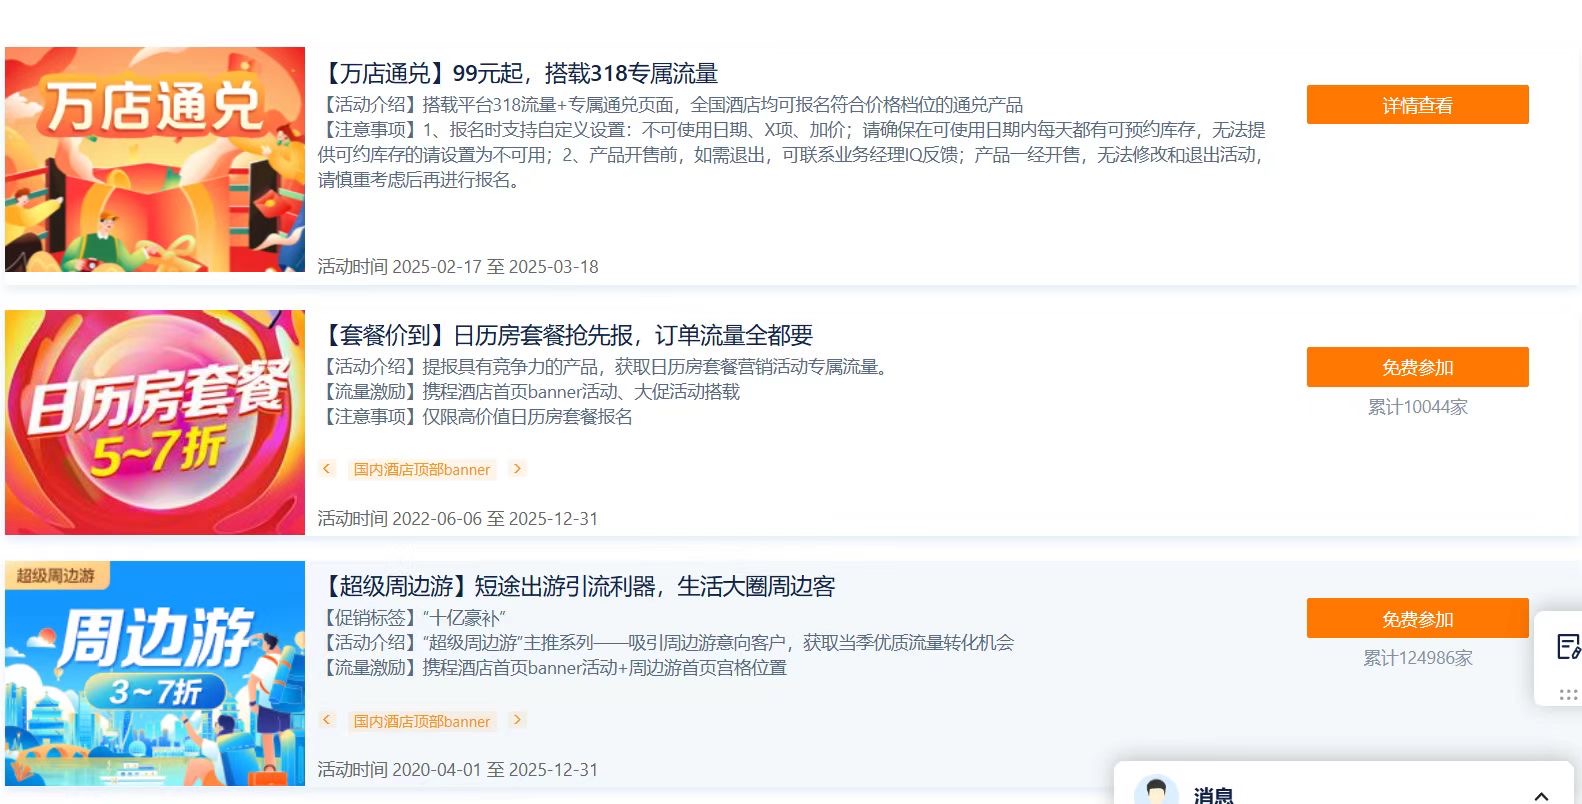 万店通兑
【万店通兑】99元起，搭载318专属流量
【活动介绍】搭载平台318流量+专属通兑页面，全国酒店均可报名符合价格档位的通兑产品
【注意事项】1、报名时支持自定义设置：不可使用日期、X项、加价；请确保在可使用日期内每天都有可预约库存，无法提
供可约库存的请设置为不可用；2、产品开售前，如需退出，可联系业务经理IQ反馈；产品一经开售，无法修改和退出活动，
请慎重考虑后再进行报名。
活动时间 2025-02-17 至 2025-03-18
详情查看
日历房套餐
5~7折
【套餐价到】日历房套餐抢先报，订单流量全都要
【活动介绍】提报具有竞争力的产品，获取日历房套餐营销活动专属流量。
【流量激励】携程酒店首页banner活动、大促活动搭载
【注意事项】仅限高价值日历房套餐报名
国内酒店顶部banner
活动时间 2022-06-06 至 2025-12-31
免费参加
累计10044家
超级周边游
周边游
3~7折
【超级周边游】短途出游引流利器，生活大圈周边客
【促销标签】“十亿豪补”
【活动介绍】“超级周边游”主推系列——吸引周边游意向客户，获取当季优质流量转化机会
【流量激励】携程酒店首页banner活动+周边游首页宫格位置
国内酒店顶部banner
活动时间 2020-04-01 至 2025-12-31
免费参加
累计124986家
消息